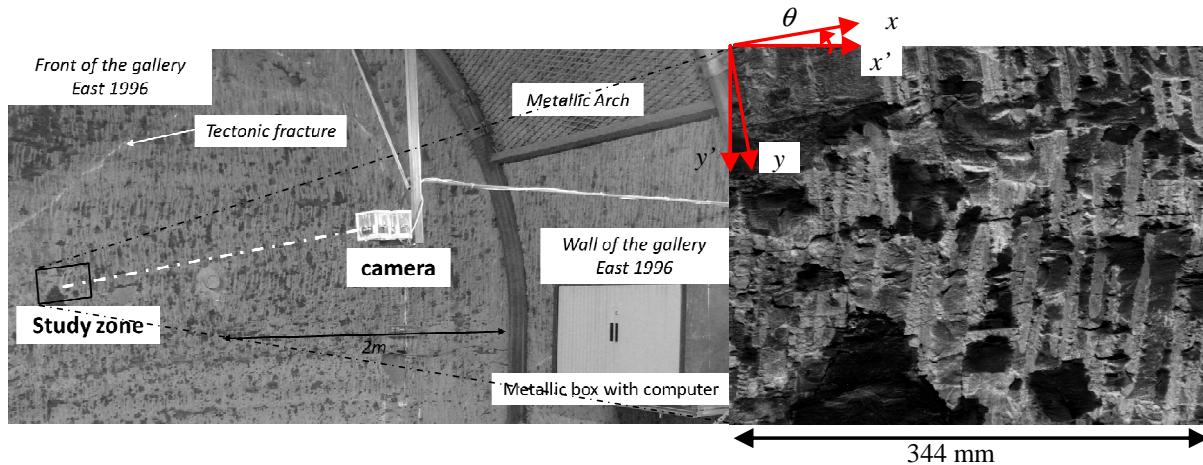 Front of the gallery
East 1996
Tectonic fracture
Metallic Arch
camera
Study zone
2m
Wall of the gallery
East 1996
Metallic box with computer
θ
x
x'
y'
y
344 mm